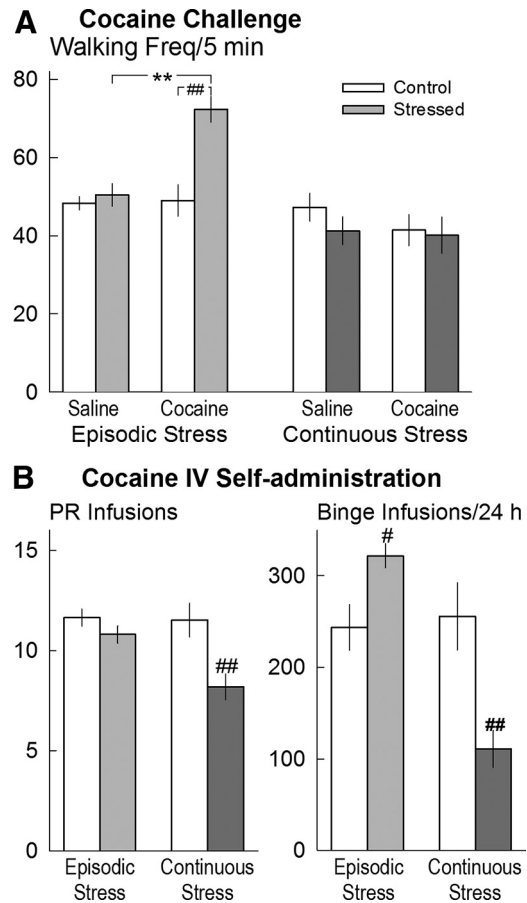 A Cocaine Challenge
Walking Freq/5 min
80
60
40
20
0
**
##
Control
Stressed
Saline Cocaine Saline Cocaine
Episodic Stress Continuous Stress
B Cocaine IV Self-administration
PR Infusions
15
10
5
0
##
Episodic Stress
Continuous Stress
Binge Infusions/24 h
300
200
100
0
#
##
Episodic Stress
Continuous Stress